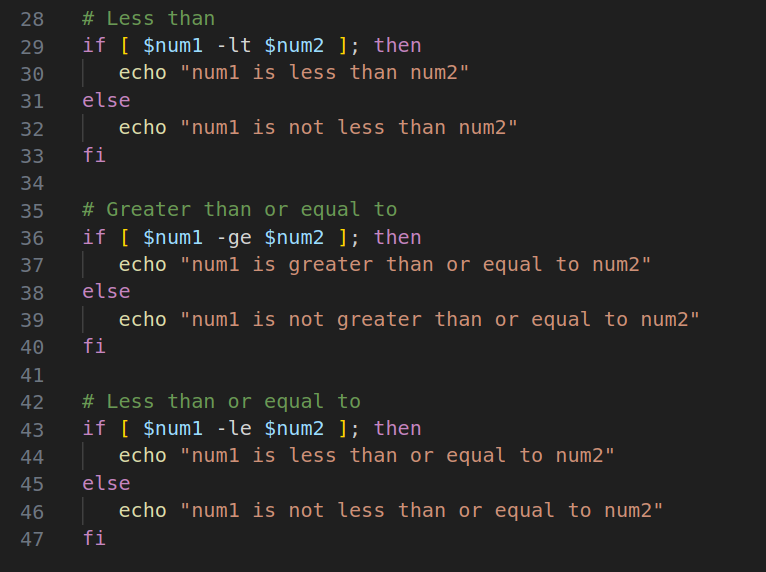 28 # Less than
29 if [ $num1 -lt $num2 ]; then
30 echo "num1 is less than num2"
31 else
32 echo "num1 is not less than num2"
33 fi
34
35 # Greater than or equal to
36 if [ $num1 -ge $num2 ]; then
37 echo "num1 is greater than or equal to num2"
38 else
39 echo "num1 is not greater than or equal to num2"
40 fi
41
42 # Less than or equal to
43 if [ $num1 -le $num2 ]; then
44 echo "num1 is less than or equal to num2"
45 else
46 echo "num1 is not less than or equal to num2"
47 fi